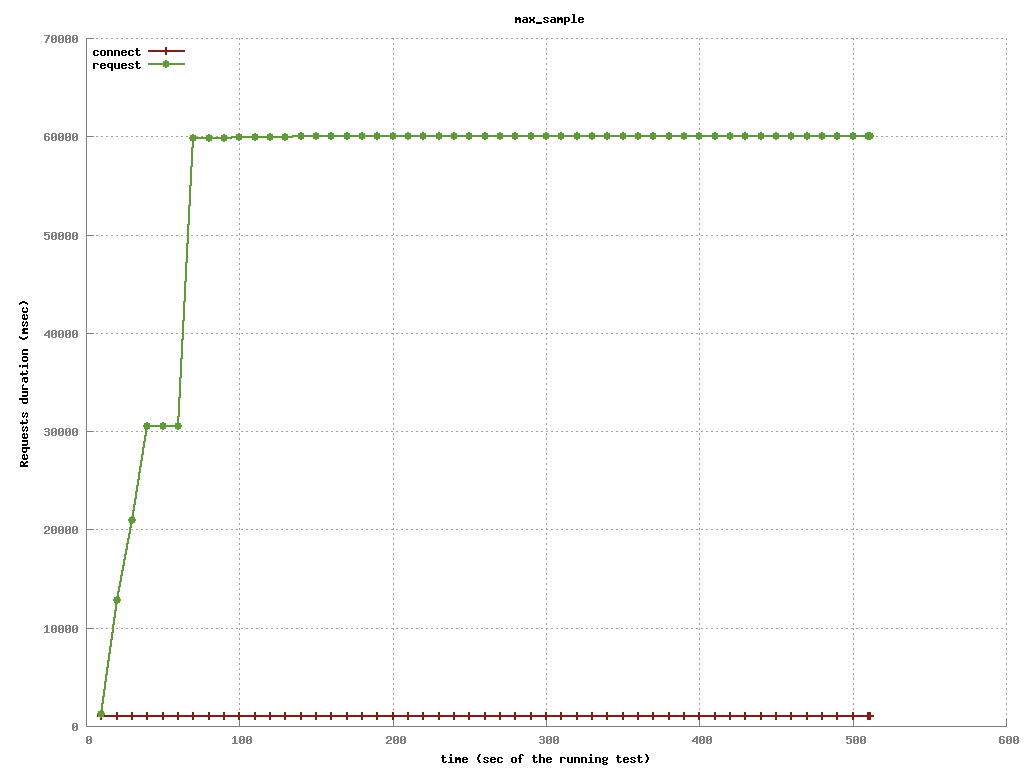 max_sample
connect
request
70000
60000
50000
40000
30000
20000
10000
0
Requests duration (msec)
0 100 200 300 400 500 600
time (sec of the running test)